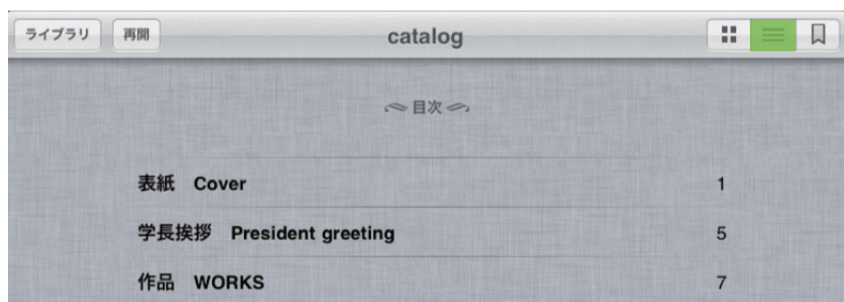 ライブラリ 再開 catalog
目次
表紙 Cover 1
学長挨拶 President greeting 5
作品 WORKS 7